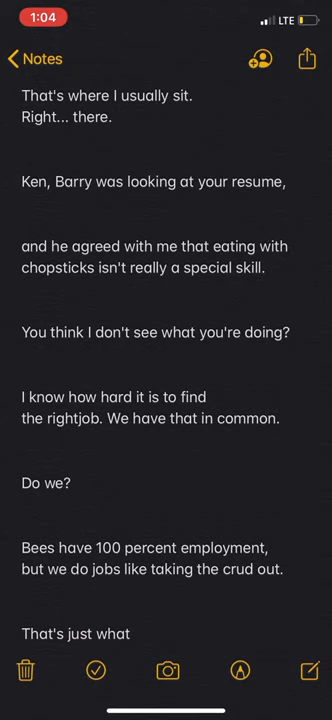 1:04
LTE
Notes
That's where I usually sit.
Right... there.
Ken, Barry was looking at your resume,
and he agreed with me that eating with
chopsticks isn't really a special skill.
You think I don't see what you're doing?
I know how hard it is to find
the rightjob. We have that in common.
Do we?
Bees have 100 percent employment,
but we do jobs like taking the crud out.
That's just what